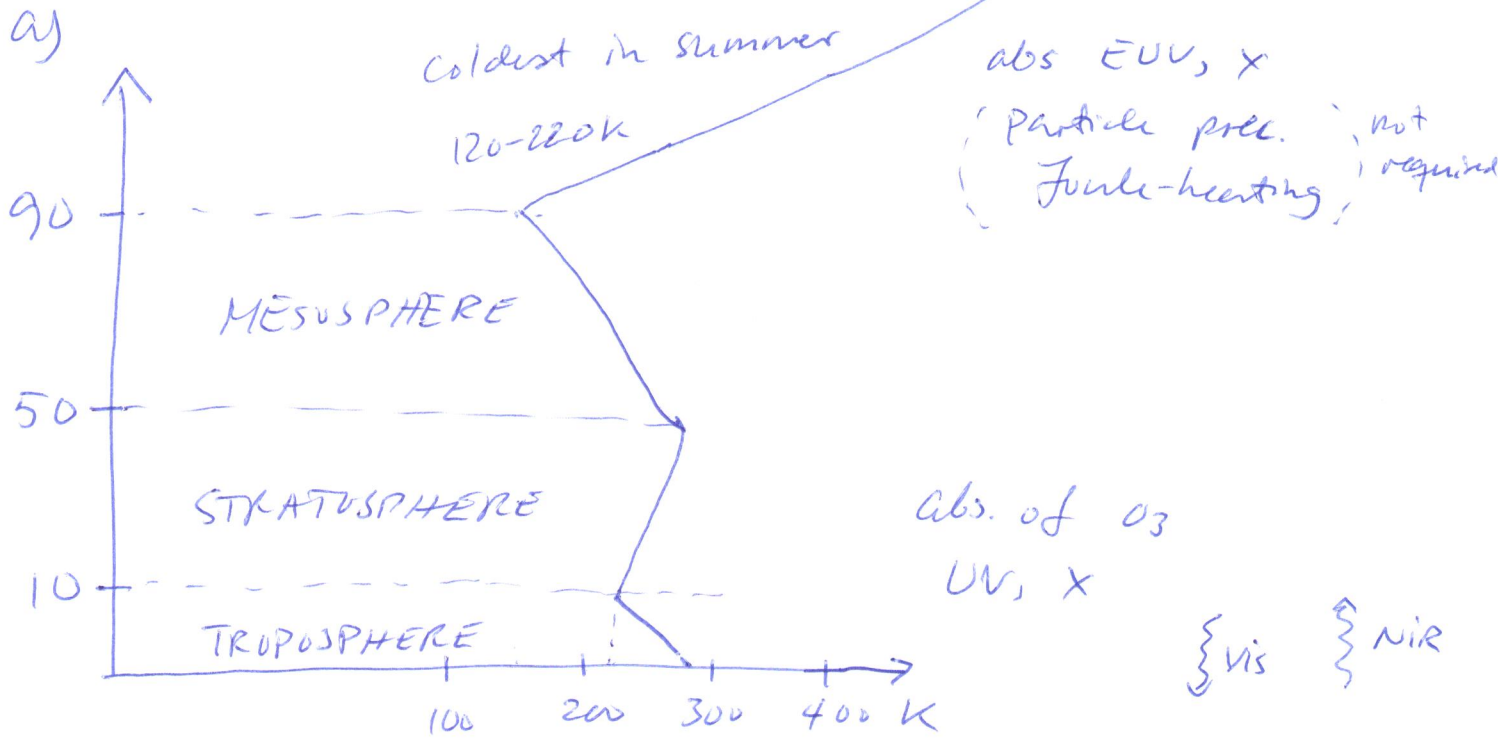 a)
coldest in summer
120-220K
abs EUV, X
(Particle prec.
Joule-heating)
not
required
90
MESOSPHERE
50
STRATOSPHERE
abs. of O3
UV, X
10
TROPOSPHERE
Vis
NIR
100 200 300 400 K